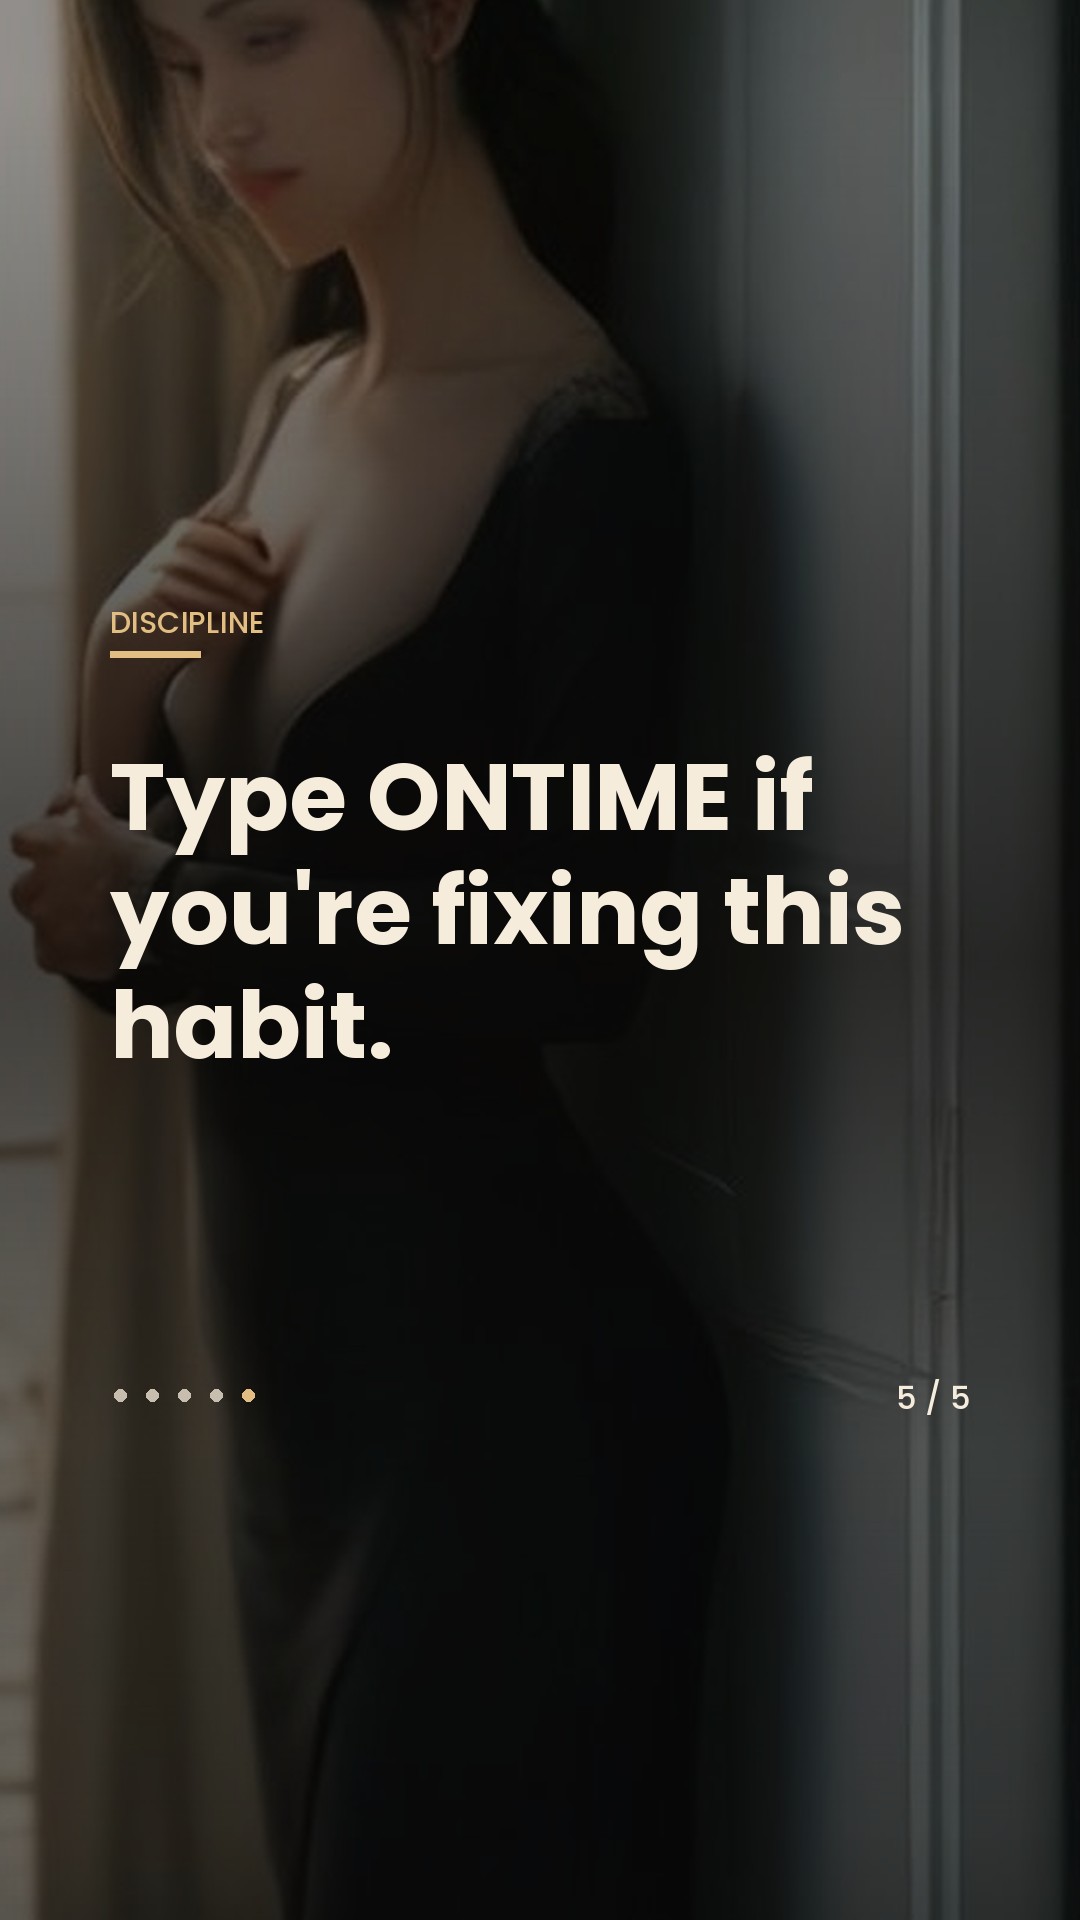 DISCIPLINE
Type ONTIME if
you're fixing this
habit.
5 / 5